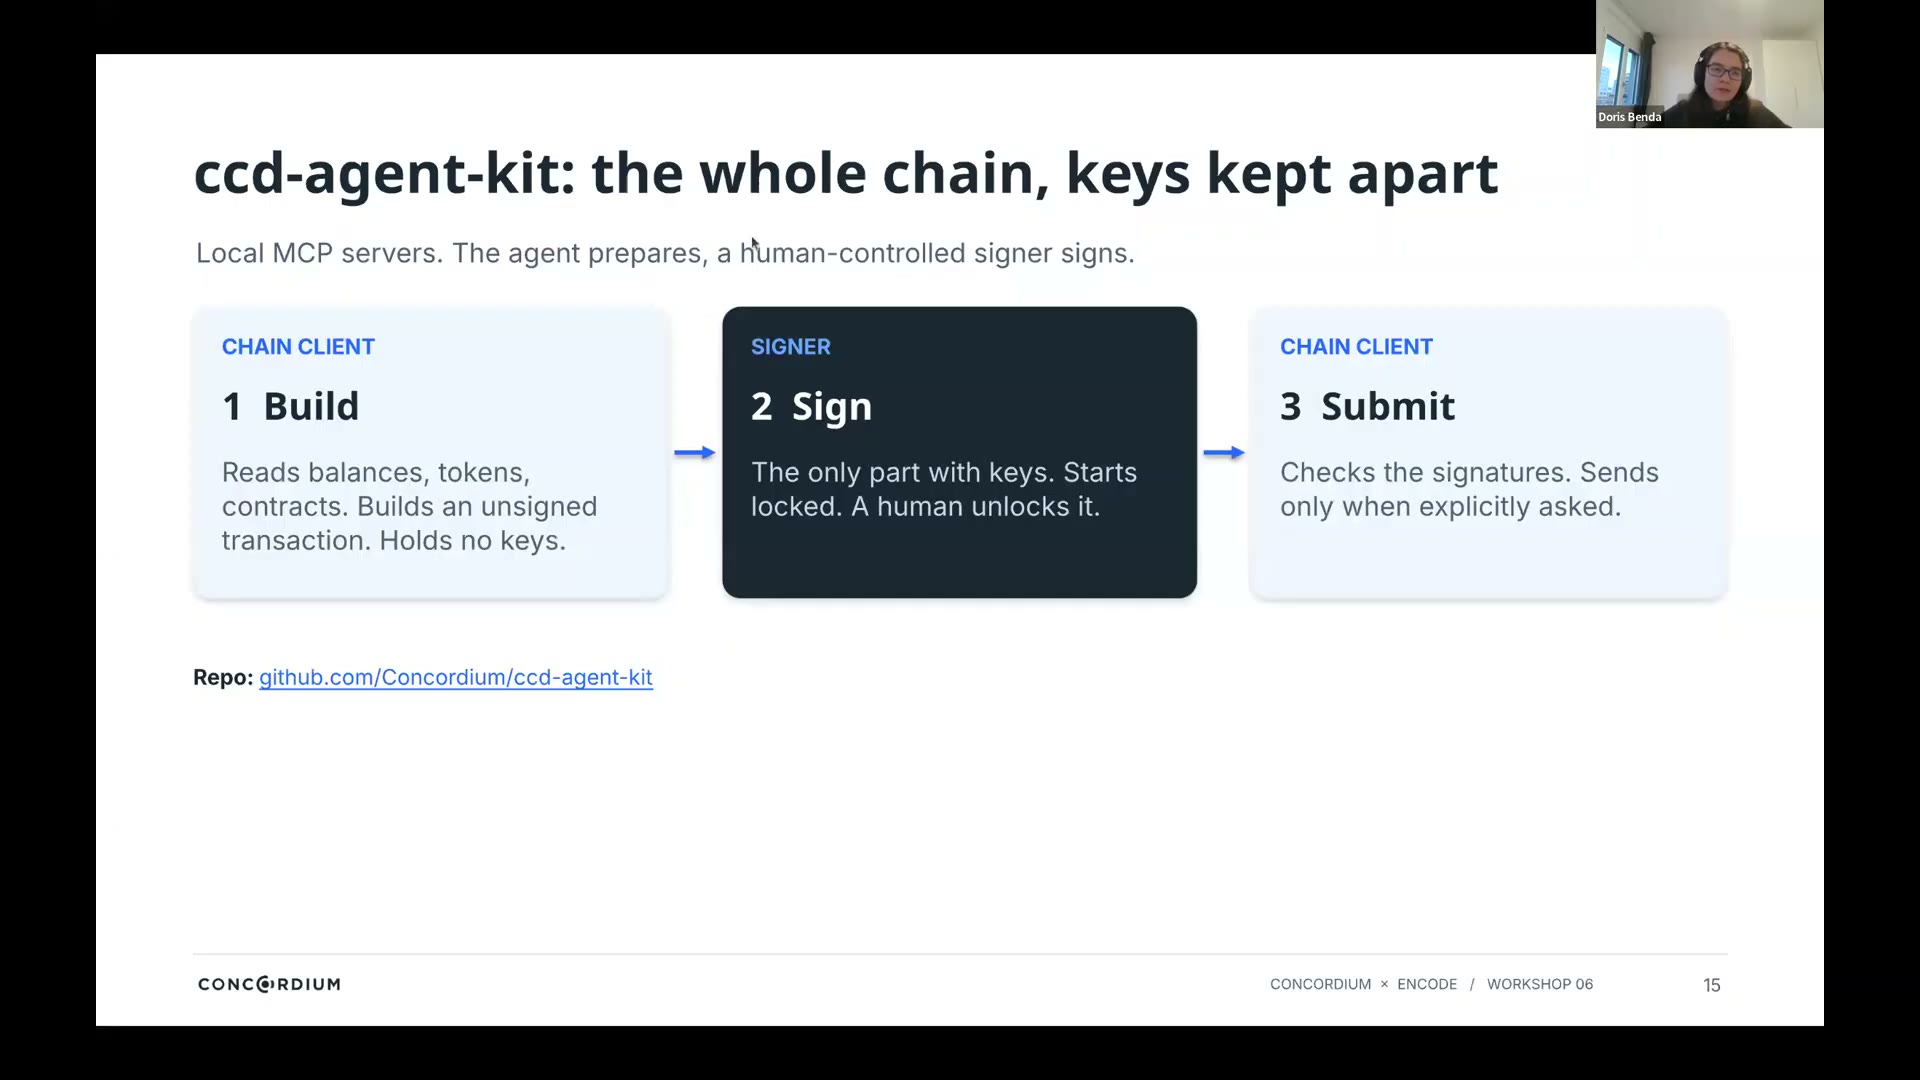 Doris Benda
ccd-agent-kit: the whole chain, keys kept apart
Local MCP servers. The agent prepares, a human-controlled signer signs.
CHAIN CLIENT
1 Build
Reads balances, tokens,
contracts. Builds an unsigned
transaction. Holds no keys.
SIGNER
2 Sign
The only part with keys. Starts
locked. A human unlocks it.
CHAIN CLIENT
3 Submit
Checks the signatures. Sends
only when explicitly asked.
Repo: github.com/Concordium/ccd-agent-kit
CONCORDIUM
CONCORDIUM × ENCODE / WORKSHOP 06
15